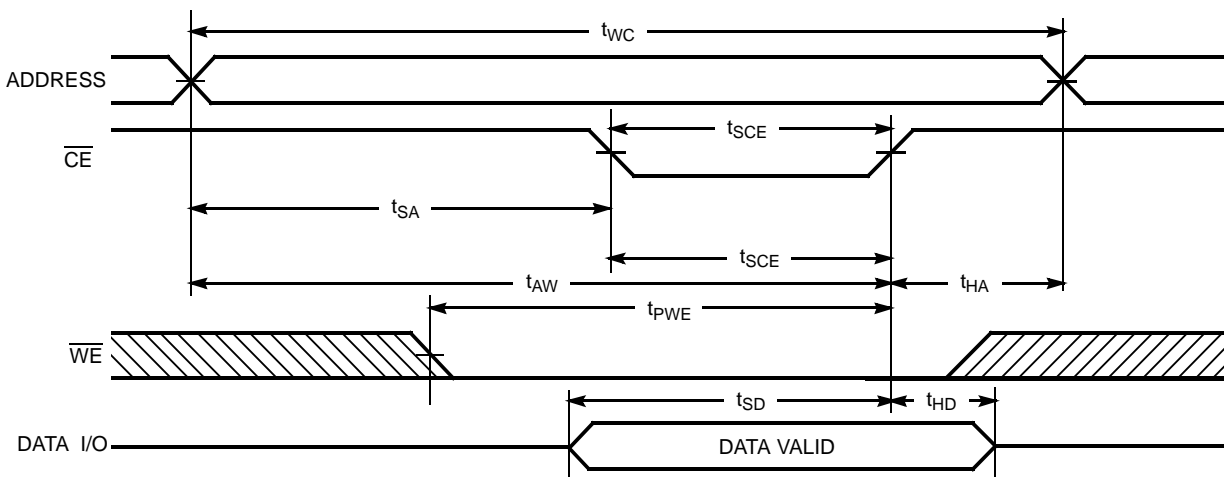 tWC
ADDRESS
tSCE
CE
tSA
tSCE
tAW
tHA
tPWE
WE
tSD
tHD
DATA I/O
DATA VALID